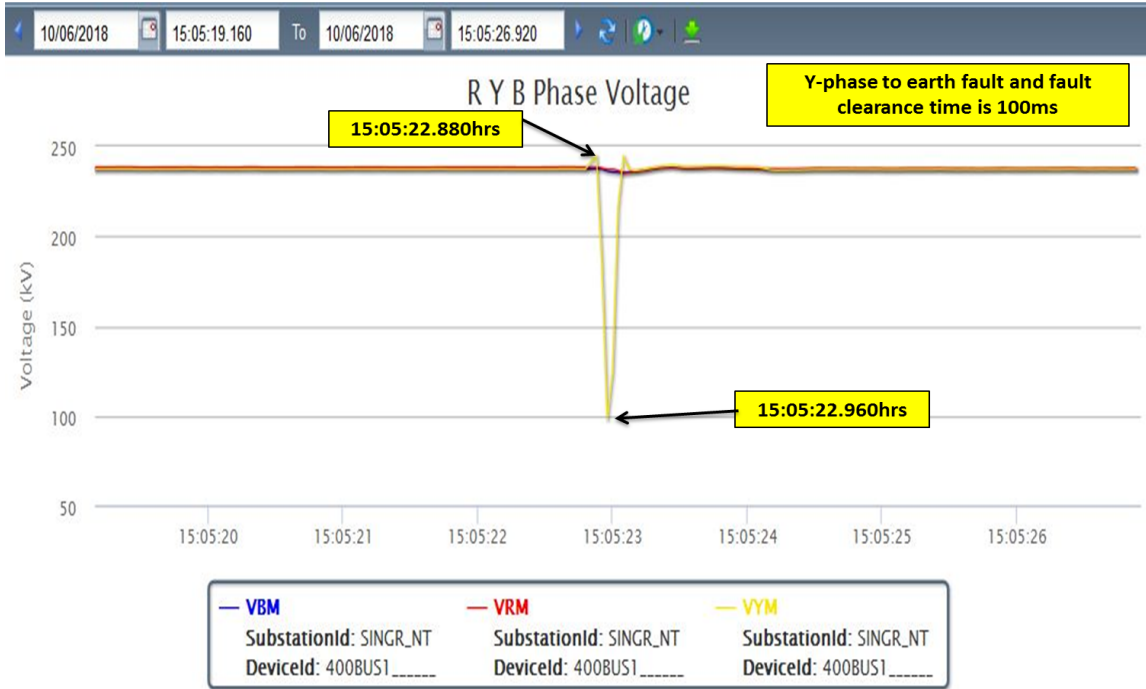 10/06/2018 15:05:19.160 To 10/06/2018 15:05:26.920
R Y B Phase Voltage
Y-phase to earth fault and fault
clearance time is 100ms
15:05:22.880hrs
250
200
150
100
50
Voltage (kV)
15:05:22.960hrs
15:05:20 15:05:21 15:05:22 15:05:23 15:05:24 15:05:25 15:05:26
VBM VRM VYM
SubstationId: SINGR_NT SubstationId: SINGR_NT SubstationId: SINGR_NT
DeviceId: 400BUS1______ DeviceId: 400BUS1______ DeviceId: 400BUS1______